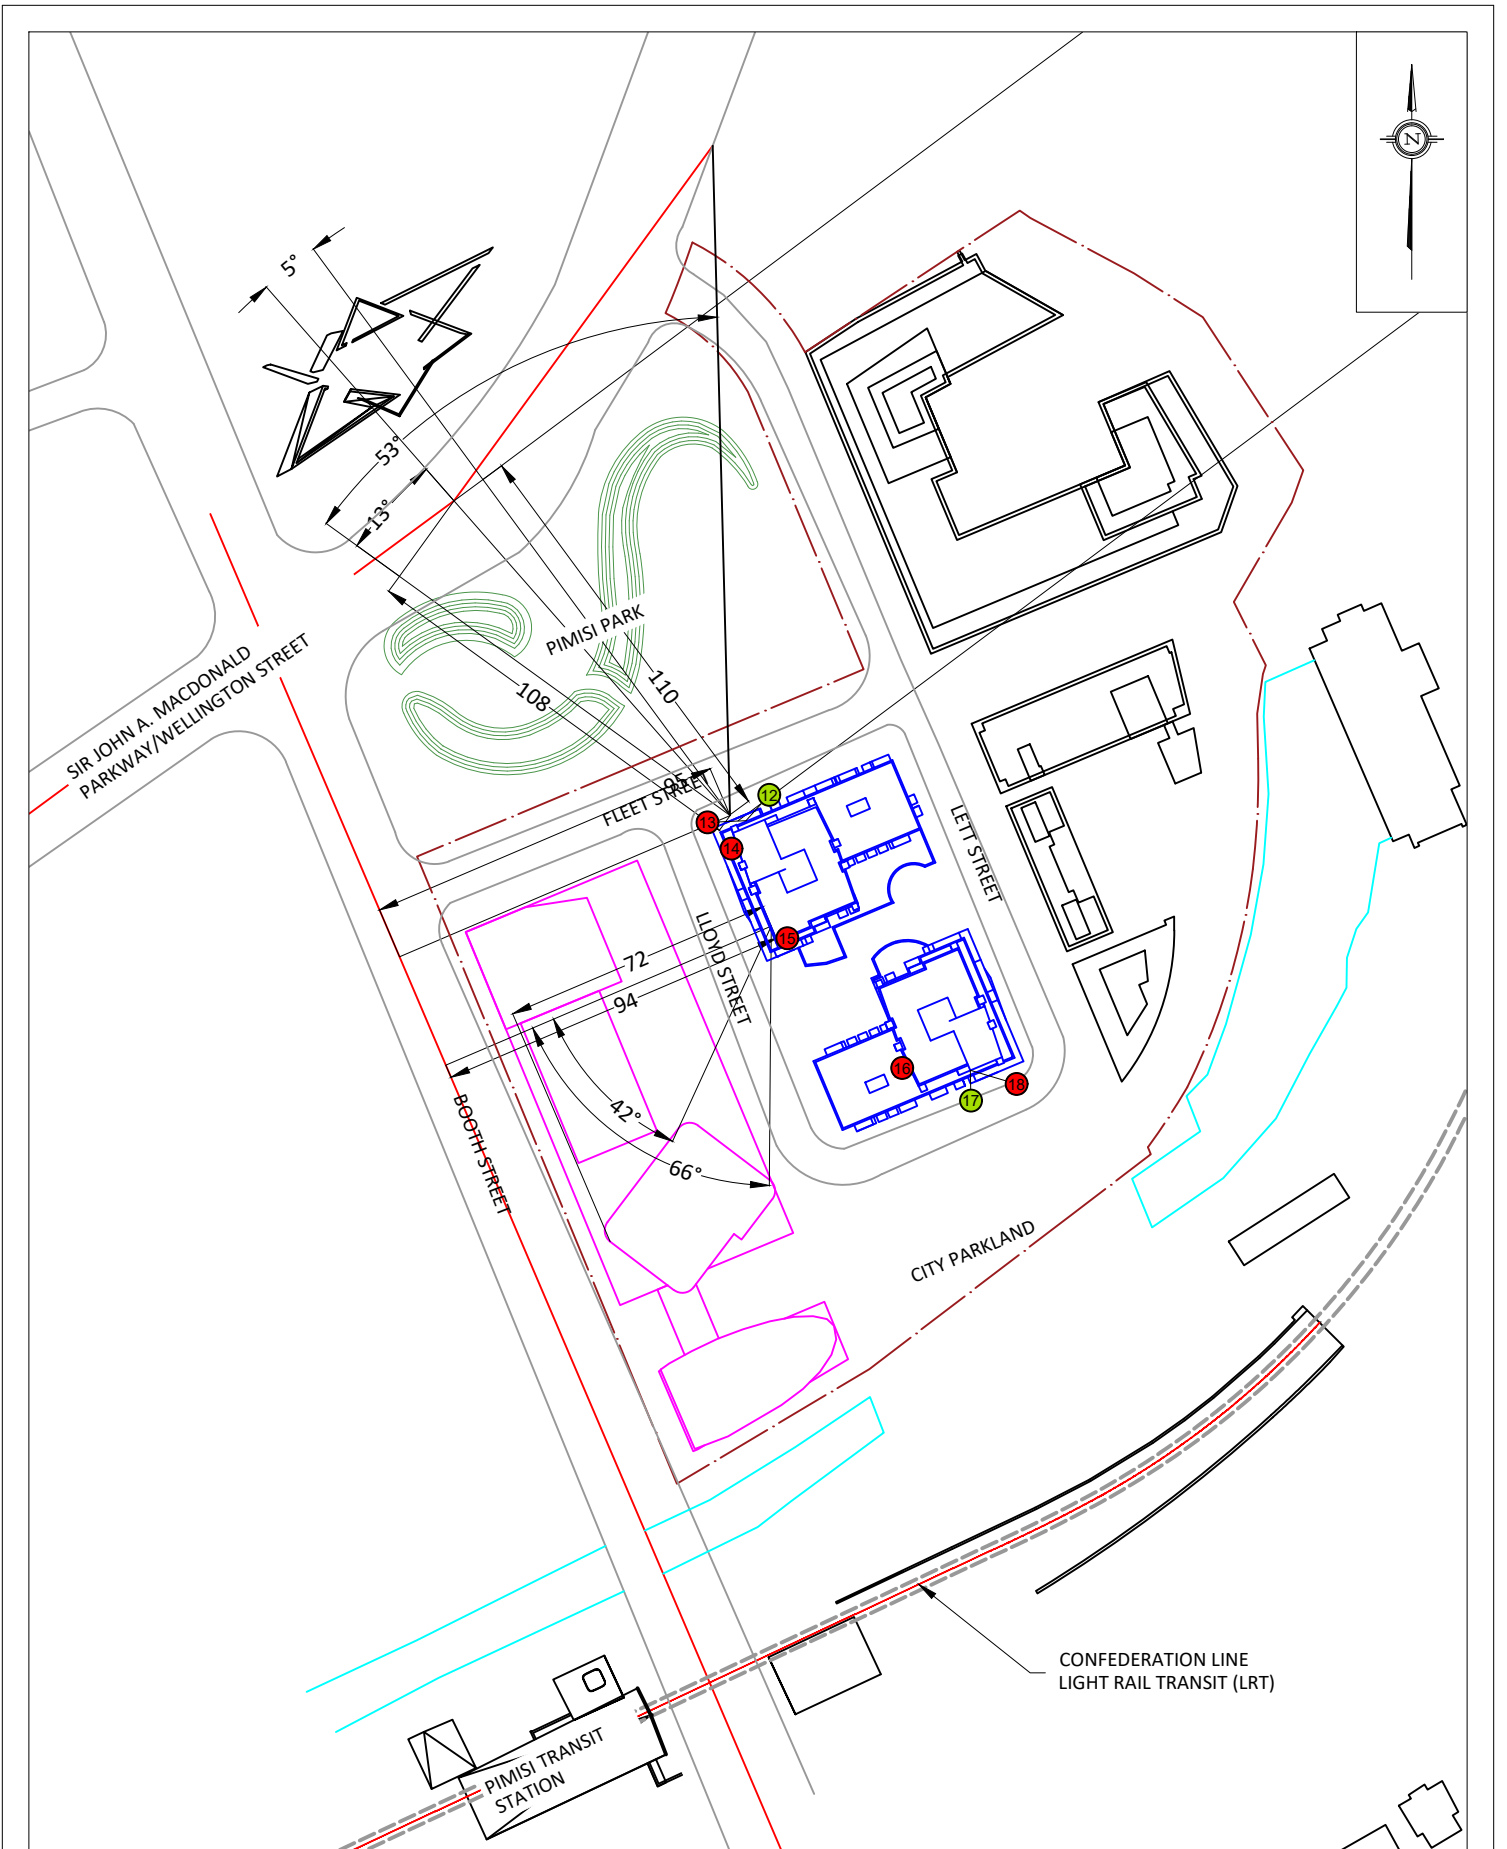 N
5°
53°
13°
PIMISI PARK
SIR JOHN A. MACDONALD
PARKWAY/WELLINGTON STREET
108
110
95
FLEET STREET
12
13
14
LETT STREET
LLOYD STREET
15
72
94
16
18
17
42°
66°
BOOTH STREET
CITY PARKLAND
CONFEDERATION LINE
LIGHT RAIL TRANSIT (LRT)
PIMISI TRANSIT
STATION